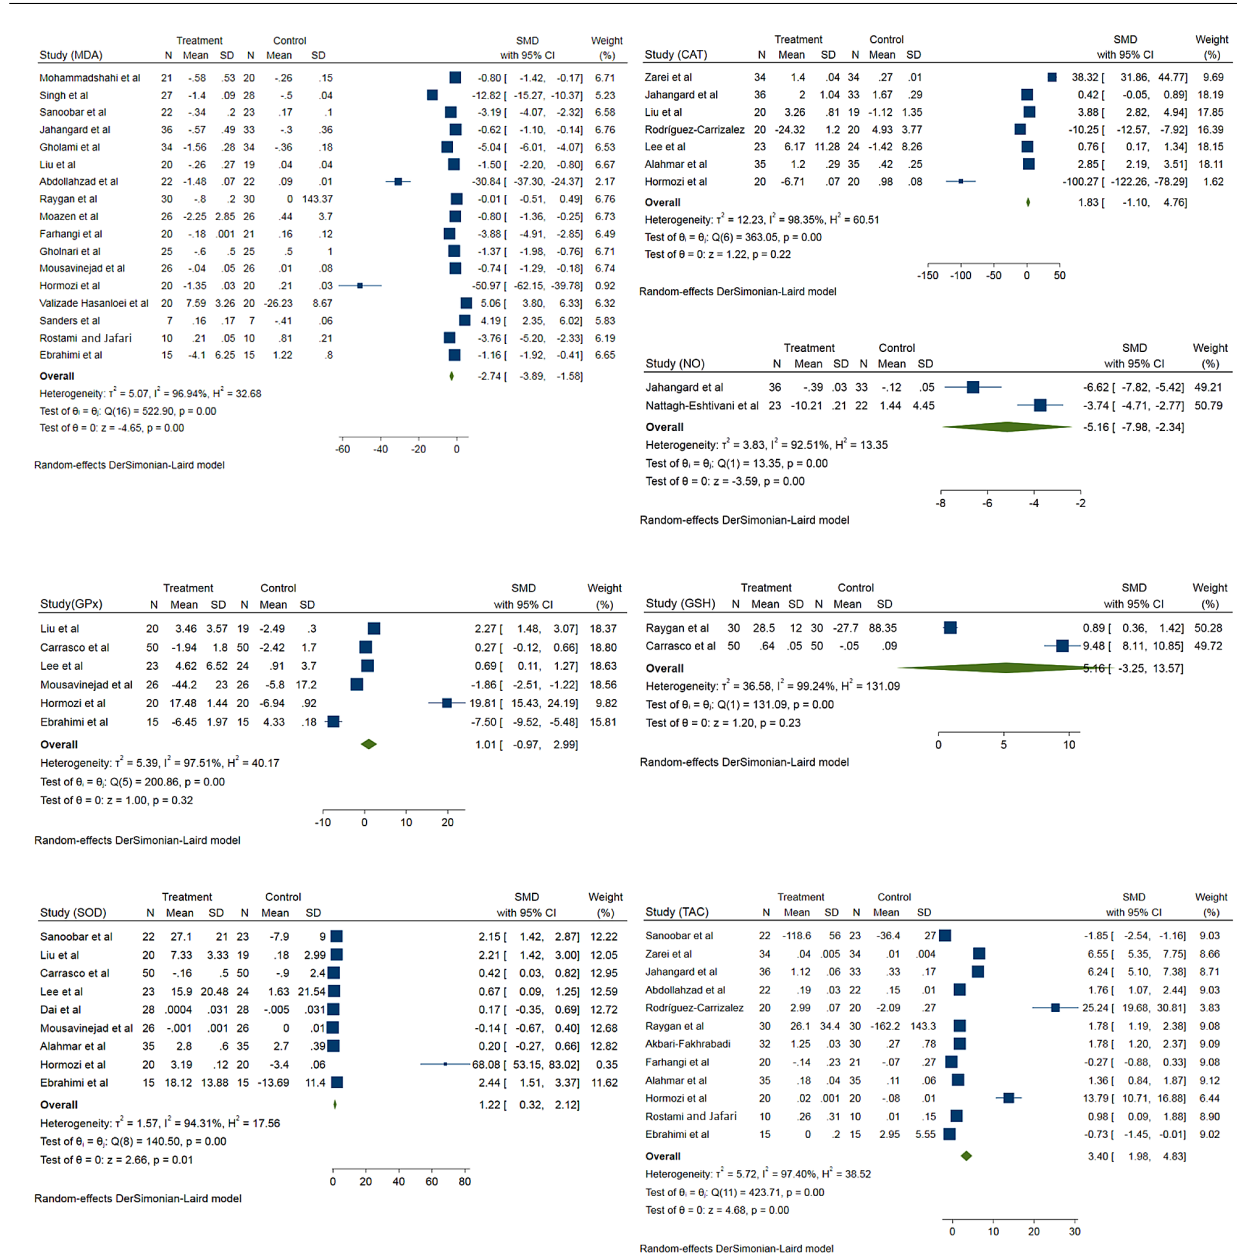 Treatment Control SMD Weight
Study (MDA) N Mean SD N Mean SD with 95% CI (%)
Mohammadshahi et al 21 -.58 .53 20 -.26 .15 -0.80 [ -1.42, -0.17] 6.71
Singh et al 27 -1.4 .09 28 -.5 .04 -12.82 [ -15.27, -10.37] 5.23
Sanoobar et al 22 -.34 .2 23 .17 .1 -3.19 [ -4.07, -2.32] 6.58
Jahangard et al 36 -.57 .49 33 -.3 .36 -0.62 [ -1.10, -0.14] 6.76
Gholami et al 34 -1.56 .28 34 -.36 .18 -5.04 [ -6.01, -4.07] 6.53
Liu et al 20 -.26 .27 19 .04 .04 -1.50 [ -2.20, -0.80] 6.67
Abdollahzad et al 22 -1.48 .07 22 .09 .01 -30.84 [ -37.30, -24.37] 2.17
Raygan et al 30 -.8 .2 30 0 143.37 -0.01 [ -0.51, 0.49] 6.76
Moazen et al 26 -2.25 2.85 26 .44 3.7 -0.80 [ -1.36, -0.25] 6.73
Farhangi et al 20 -.18 .001 21 .16 .12 -3.88 [ -4.91, -2.85] 6.49
Gholnari et al 25 -.6 .5 25 .5 1 -1.37 [ -1.98, -0.76] 6.71
Mousavinejad et al 26 -.04 .05 26 .01 .08 -0.74 [ -1.29, -0.18] 6.74
Hormozi et al 20 -1.35 .03 20 .21 .03 -50.97 [ -62.15, -39.78] 0.92
Valizade Hasanloei et al 20 7.59 3.26 20 -26.23 8.67 5.06 [ 3.80, 6.33] 6.32
Sanders et al 7 .16 .17 7 -.41 .06 4.19 [ 2.35, 6.02] 5.83
Rostami and Jafari 10 .21 .05 10 .81 .21 -3.76 [ -5.20, -2.33] 6.19
Ebrahimi et al 15 -4.1 6.25 15 1.22 .8 -1.16 [ -1.92, -0.41] 6.65
Overall -2.74 [ -3.89, -1.58]
Heterogeneity: τ² = 5.07, I² = 96.94%, H² = 32.68
Test of θᵢ = θⱼ: Q(16) = 522.90, p = 0.00
Test of θ = 0: z = -4.65, p = 0.00
-60 -40 -20 0
Random-effects DerSimonian-Laird model
Treatment Control SMD Weight
Study (CAT) N Mean SD N Mean SD with 95% CI (%)
Zarei et al 34 1.4 .04 34 .27 .01 38.32 [ 31.86, 44.77] 9.69
Jahangard et al 36 2 1.04 33 1.67 .29 0.42 [ -0.05, 0.89] 18.19
Liu et al 20 3.26 .81 19 -1.12 1.35 3.88 [ 2.82, 4.94] 17.85
Rodríguez-Carrizalez 20 -24.32 1.2 20 4.93 3.77 -10.25 [ -12.57, -7.92] 16.39
Lee et al 23 6.17 11.28 24 -1.42 8.26 0.76 [ 0.17, 1.34] 18.15
Alahmar et al 35 1.2 .29 35 .42 .25 2.85 [ 2.19, 3.51] 18.11
Hormozi et al 20 -6.71 .07 20 .98 .08 -100.27 [ -122.26, -78.29] 1.62
Overall 1.83 [ -1.10, 4.76]
Heterogeneity: τ² = 12.23, I² = 98.35%, H² = 60.51
Test of θᵢ = θⱼ: Q(6) = 363.05, p = 0.00
Test of θ = 0: z = 1.22, p = 0.22
-150 -100 -50 0 50
Random-effects DerSimonian-Laird model
Treatment Control SMD Weight
Study (NO) N Mean SD N Mean SD with 95% CI (%)
Jahangard et al 36 -.39 .03 33 -.12 .05 -6.62 [ -7.82, -5.42] 49.21
Nattagh-Eshtivani et al 23 -10.21 .21 22 1.44 4.45 -3.74 [ -4.71, -2.77] 50.79
Overall -5.16 [ -7.98, -2.34]
Heterogeneity: τ² = 3.83, I² = 92.51%, H² = 13.35
Test of θᵢ = θⱼ: Q(1) = 13.35, p = 0.00
Test of θ = 0: z = -3.59, p = 0.00
-8 -6 -4 -2
Random-effects DerSimonian-Laird model
Treatment Control SMD Weight
Study(GPx) N Mean SD N Mean SD with 95% CI (%)
Liu et al 20 3.46 3.57 19 -2.49 .3 2.27 [ 1.48, 3.07] 18.37
Carrasco et al 50 -1.94 1.8 50 -2.42 1.7 0.27 [ -0.12, 0.66] 18.80
Lee et al 23 4.62 6.52 24 .91 3.7 0.69 [ 0.11, 1.27] 18.63
Mousavinejad et al 26 -44.2 23 26 -5.8 17.2 -1.86 [ -2.51, -1.22] 18.56
Hormozi et al 20 17.48 1.44 20 -6.94 .92 19.81 [ 15.43, 24.19] 9.82
Ebrahimi et al 15 -6.45 1.97 15 4.33 .18 -7.50 [ -9.52, -5.48] 15.81
Overall 1.01 [ -0.97, 2.99]
Heterogeneity: τ² = 5.39, I² = 97.51%, H² = 40.17
Test of θᵢ = θⱼ: Q(5) = 200.86, p = 0.00
Test of θ = 0: z = 1.00, p = 0.32
-10 0 10 20
Random-effects DerSimonian-Laird model
Treatment Control SMD Weight
Study (GSH) N Mean SD N Mean SD with 95% CI (%)
Raygan et al 30 28.5 12 30 -27.7 88.35 0.89 [ 0.36, 1.42] 50.28
Carrasco et al 50 .64 .05 50 -.05 .09 9.48 [ 8.11, 10.85] 49.72
Overall 5.16 [ -3.25, 13.57]
Heterogeneity: τ² = 36.58, I² = 99.24%, H² = 131.09
Test of θᵢ = θⱼ: Q(1) = 131.09, p = 0.00
Test of θ = 0: z = 1.20, p = 0.23
0 5 10
Random-effects DerSimonian-Laird model
Treatment Control SMD Weight
Study (SOD) N Mean SD N Mean SD with 95% CI (%)
Sanoobar et al 22 27.1 21 23 -7.9 9 2.15 [ 1.42, 2.87] 12.22
Liu et al 20 7.33 3.33 19 .18 2.99 2.21 [ 1.42, 3.00] 12.05
Carrasco et al 50 -.16 .5 50 -.9 2.4 0.42 [ 0.03, 0.82] 12.95
Lee et al 23 15.9 20.48 24 1.63 21.54 0.67 [ 0.09, 1.25] 12.59
Dai et al 28 .0004 .031 28 -.005 .031 0.17 [ -0.35, 0.69] 12.72
Mousavinejad et al 26 -.001 .001 26 0 .01 -0.14 [ -0.67, 0.40] 12.68
Alahmar et al 35 2.8 .6 35 2.7 .39 0.20 [ -0.27, 0.66] 12.82
Hormozi et al 20 3.19 .12 20 -3.4 .06 68.08 [ 53.15, 83.02] 0.35
Ebrahimi et al 15 18.12 13.88 15 -13.69 11.4 2.44 [ 1.51, 3.37] 11.62
Overall 1.22 [ 0.32, 2.12]
Heterogeneity: τ² = 1.57, I² = 94.31%, H² = 17.56
Test of θᵢ = θⱼ: Q(8) = 140.50, p = 0.00
Test of θ = 0: z = 2.66, p = 0.01
0 20 40 60 80
Random-effects DerSimonian-Laird model
Treatment Control SMD Weight
Study (TAC) N Mean SD N Mean SD with 95% CI (%)
Sanoobar et al 22 -118.6 56 23 -36.4 27 -1.85 [ -2.54, -1.16] 9.03
Zarei et al 34 .04 .005 34 .01 .004 6.55 [ 5.35, 7.75] 8.66
Jahangard et al 36 1.12 .06 33 .33 .17 6.24 [ 5.10, 7.38] 8.71
Abdollahzad et al 22 .19 .03 22 .15 .01 1.76 [ 1.07, 2.44] 9.03
Rodríguez-Carrizalez 20 2.99 .07 20 -2.09 .27 25.24 [ 19.68, 30.81] 3.83
Raygan et al 30 26.1 34.4 30 -162.2 143.3 1.78 [ 1.19, 2.38] 9.08
Akbari-Fakhrabadi 32 1.25 .03 30 .27 .78 1.78 [ 1.20, 2.37] 9.09
Farhangi et al 20 -.14 .23 21 -.07 .27 -0.27 [ -0.88, 0.33] 9.08
Alahmar et al 35 .18 .04 35 .11 .06 1.36 [ 0.84, 1.87] 9.12
Hormozi et al 20 .02 .001 20 -.08 .01 13.79 [ 10.71, 16.88] 6.44
Rostami and Jafari 10 .26 .31 10 .01 .15 0.98 [ 0.09, 1.88] 8.90
Ebrahimi et al 15 0 .2 15 2.95 5.55 -0.73 [ -1.45, -0.01] 9.02
Overall 3.40 [ 1.98, 4.83]
Heterogeneity: τ² = 5.72, I² = 97.40%, H² = 38.52
Test of θᵢ = θⱼ: Q(11) = 423.71, p = 0.00
Test of θ = 0: z = 4.68, p = 0.00
0 10 20 30
Random-effects DerSimonian-Laird model